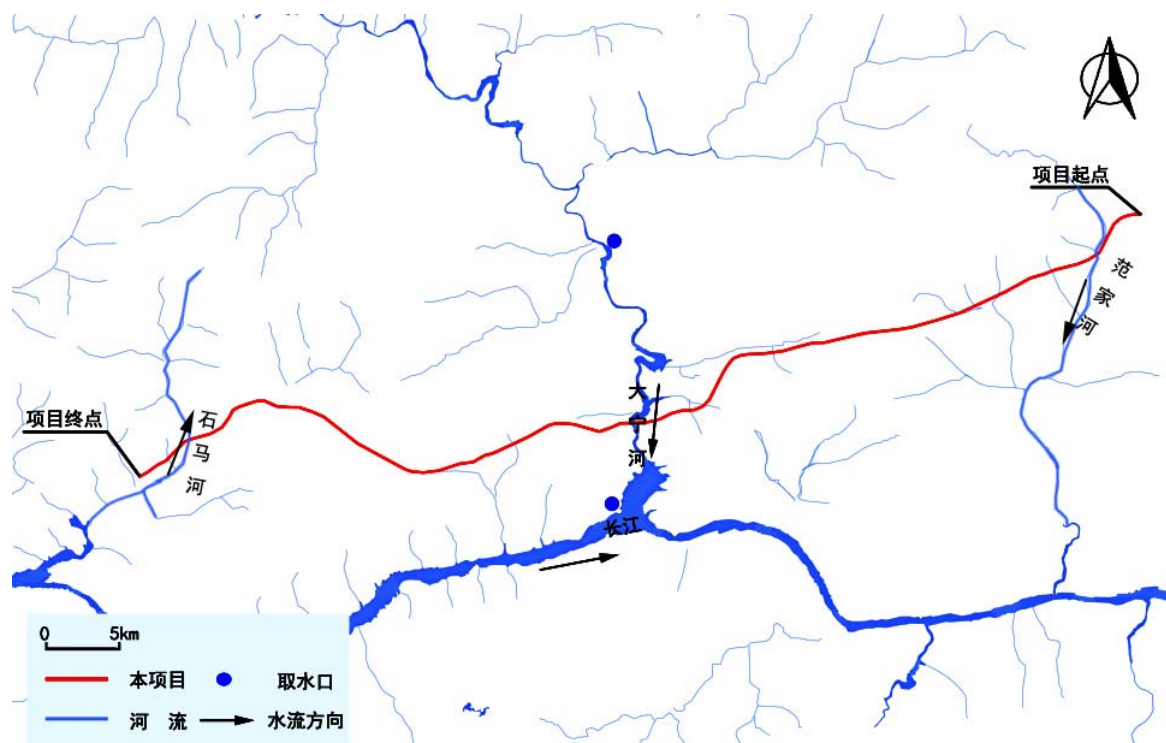 项目起点
范家河
大宁河
项目终点
石马河
长江
0 5km
本项目 取水口
河流 水流方向